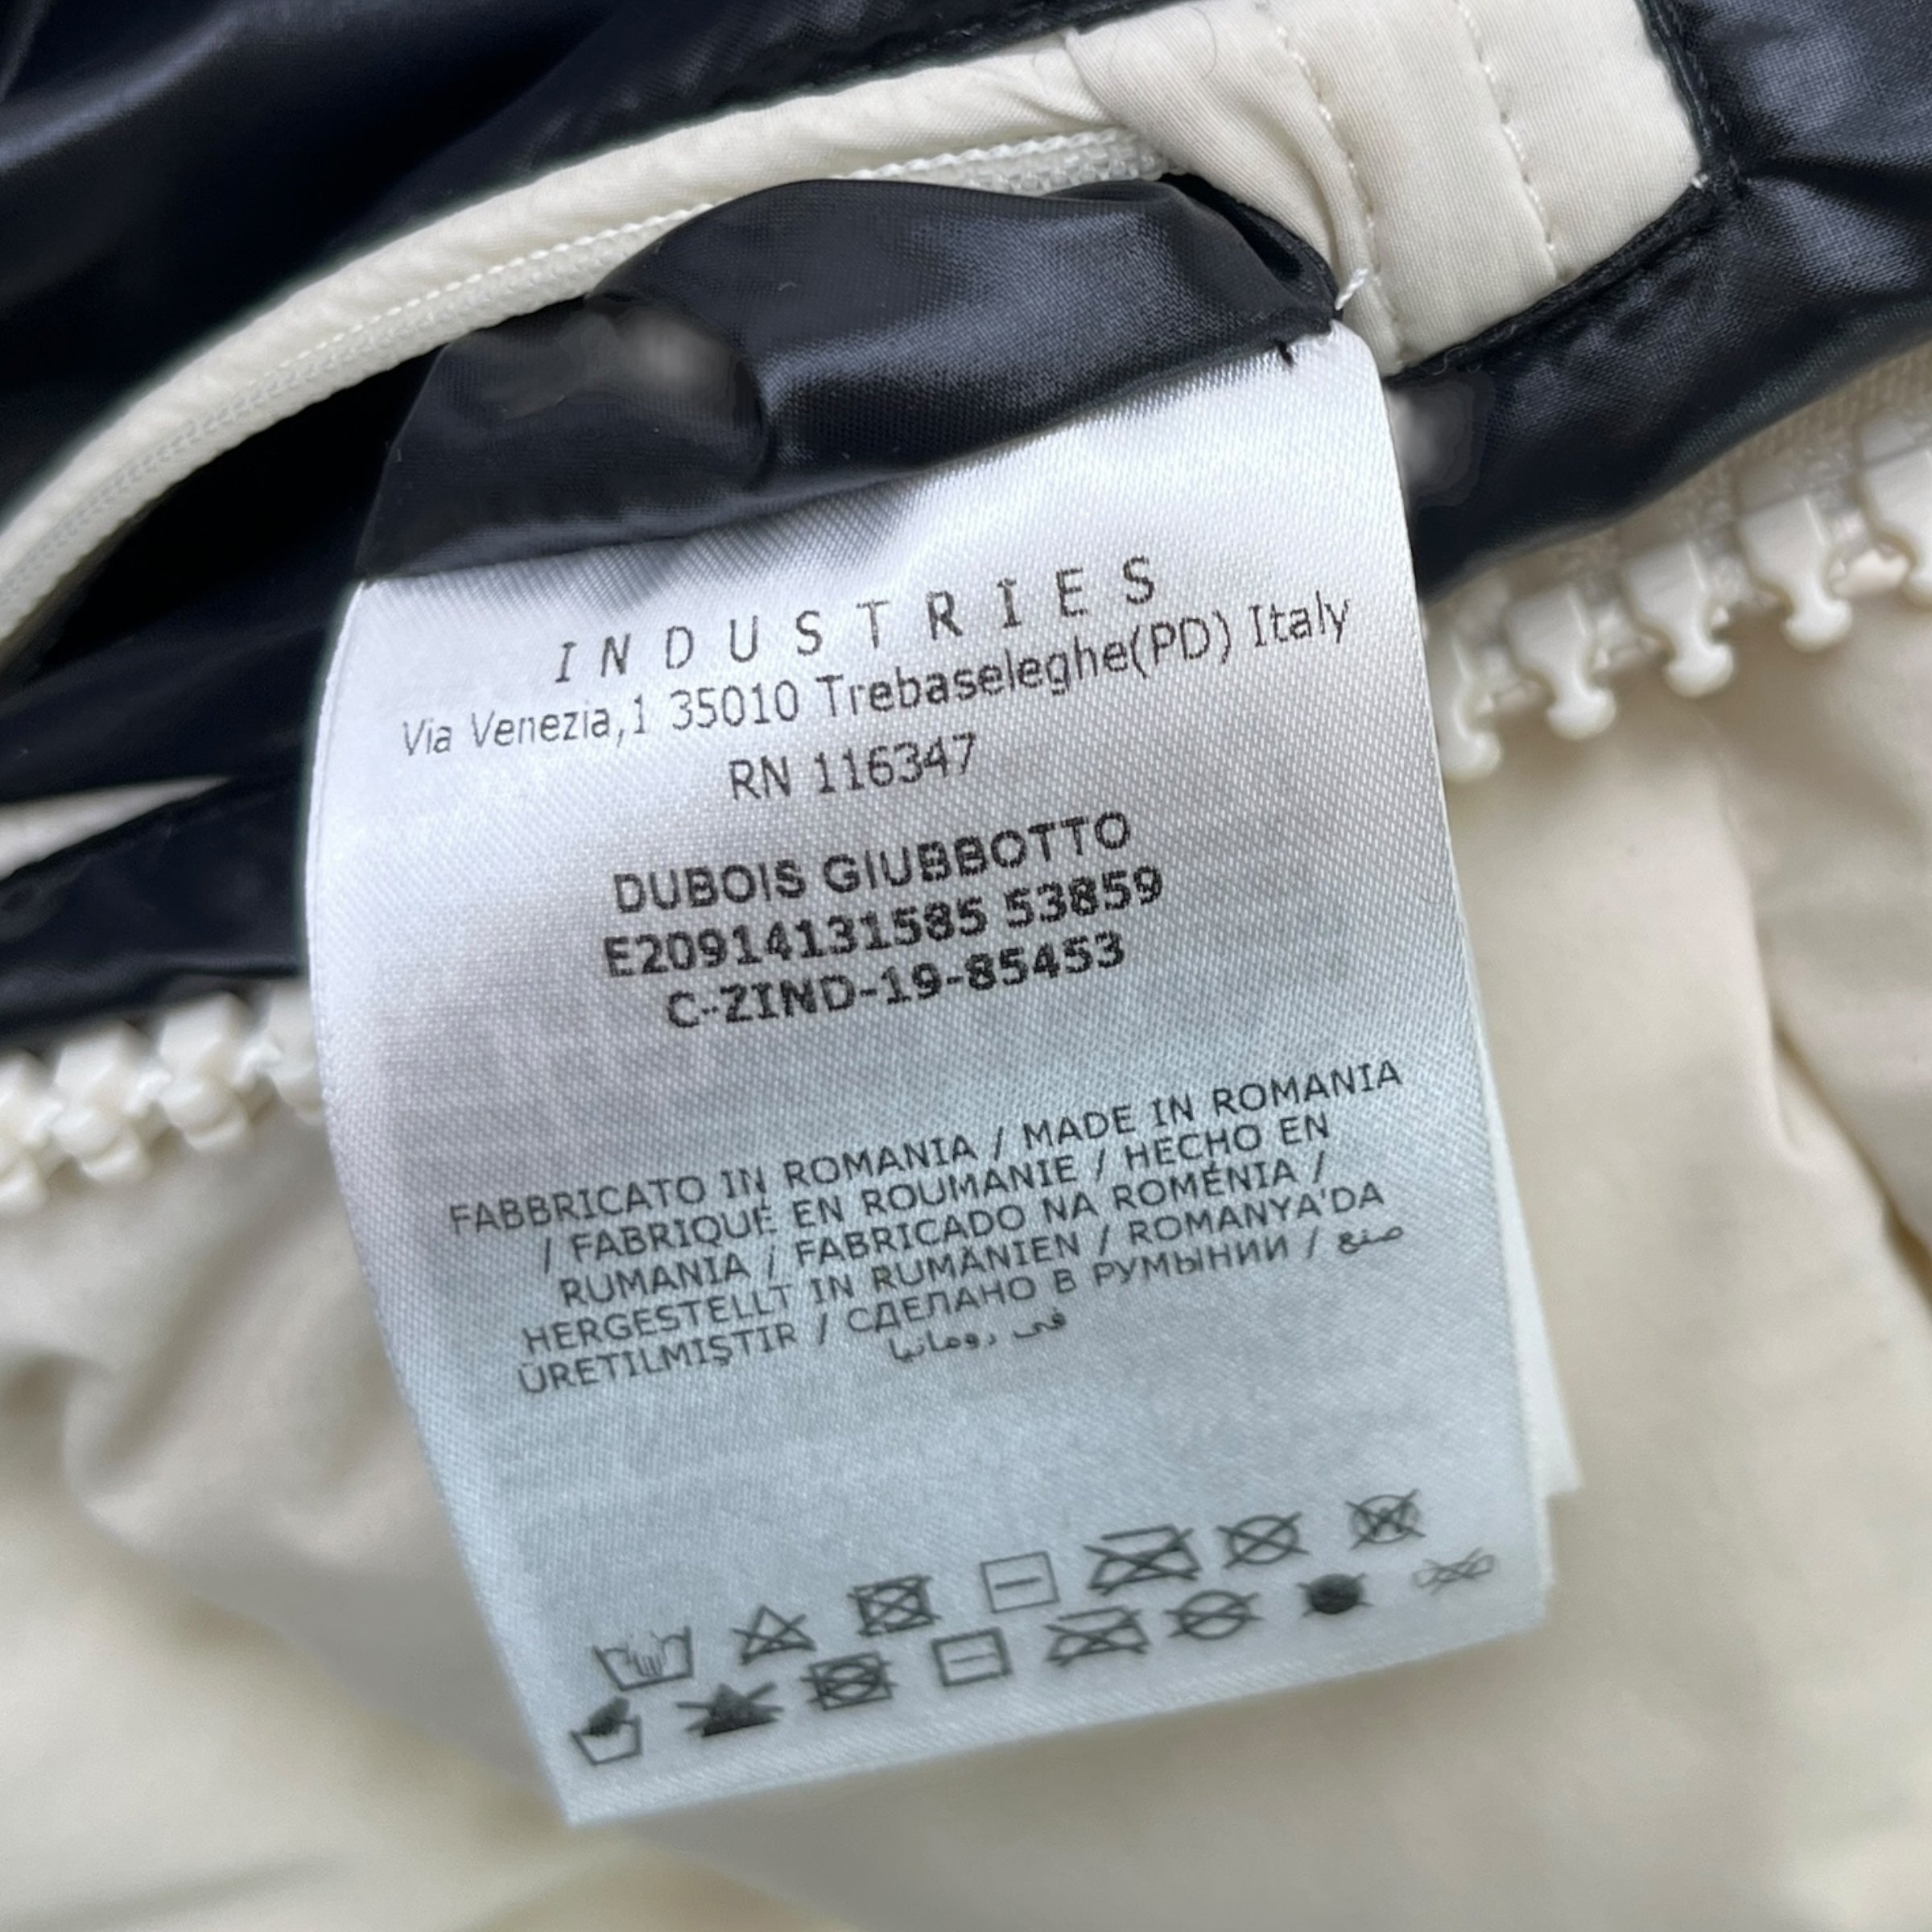 INDUSTRIES
Via Venezia,1 35010 Trebaseleghe(PD) Italy
RN 116347
DUBOIS GIUBBOTTO
E20914131585 53859
C-ZIND-19-85453
FABBRICATO IN ROMANIA / MADE IN ROMANIA
/ FABRIQUÉ EN ROUMANIE / HECHO EN
RUMANIA / FABRICADO NA ROMÉNIA /
HERGESTELLT IN RUMÄNIEN / ROMANYA'DA
ÜRETILMIŞTIR / СДЕЛАНО В РУМЫНИИ / صنع
في رومانيا